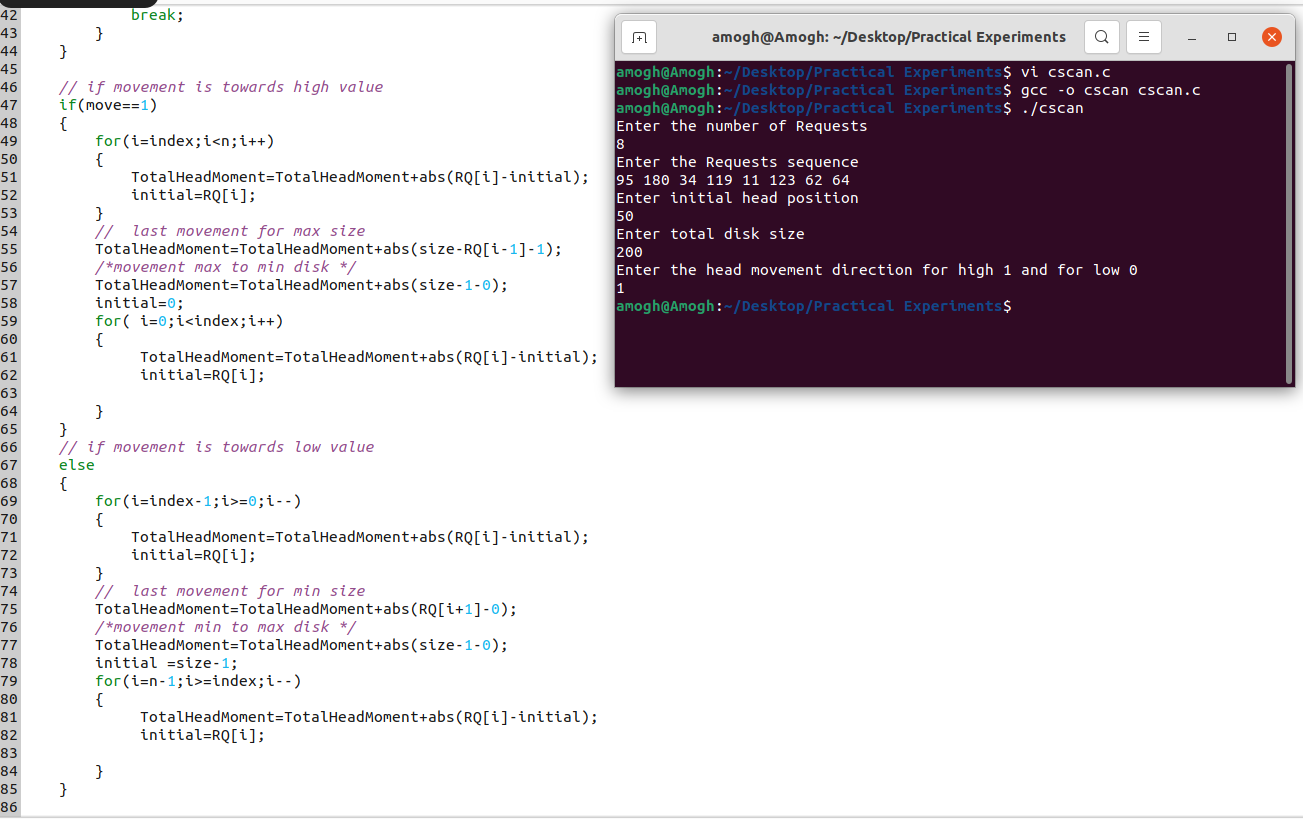 42 break;
43 }
44 }
45
46 // if movement is towards high value
47 if(move==1)
48 {
49 for(i=index;i<n;i++)
50 {
51 TotalHeadMoment=TotalHeadMoment+abs(RQ[i]-initial);
52 initial=RQ[i];
53 }
54 // last movement for max size
55 TotalHeadMoment=TotalHeadMoment+abs(size-RQ[i-1]-1);
56 /*movement max to min disk */
57 TotalHeadMoment=TotalHeadMoment+abs(size-1-0);
58 initial=0;
59 for( i=0;i<index;i++)
60 {
61 TotalHeadMoment=TotalHeadMoment+abs(RQ[i]-initial);
62 initial=RQ[i];
63
64 }
65 }
66 // if movement is towards low value
67 else
68 {
69 for(i=index-1;i>=0;i--)
70 {
71 TotalHeadMoment=TotalHeadMoment+abs(RQ[i]-initial);
72 initial=RQ[i];
73 }
74 // last movement for min size
75 TotalHeadMoment=TotalHeadMoment+abs(RQ[i+1]-0);
76 /*movement min to max disk */
77 TotalHeadMoment=TotalHeadMoment+abs(size-1-0);
78 initial =size-1;
79 for(i=n-1;i>=index;i--)
80 {
81 TotalHeadMoment=TotalHeadMoment+abs(RQ[i]-initial);
82 initial=RQ[i];
83
84 }
85 }
86
amogh@Amogh: ~/Desktop/Practical Experiments
amogh@Amogh:~/Desktop/Practical Experiments$ vi cscan.c
amogh@Amogh:~/Desktop/Practical Experiments$ gcc -o cscan cscan.c
amogh@Amogh:~/Desktop/Practical Experiments$ ./cscan
Enter the number of Requests
8
Enter the Requests sequence
95 180 34 119 11 123 62 64
Enter initial head position
50
Enter total disk size
200
Enter the head movement direction for high 1 and for low 0
1
amogh@Amogh:~/Desktop/Practical Experiments$